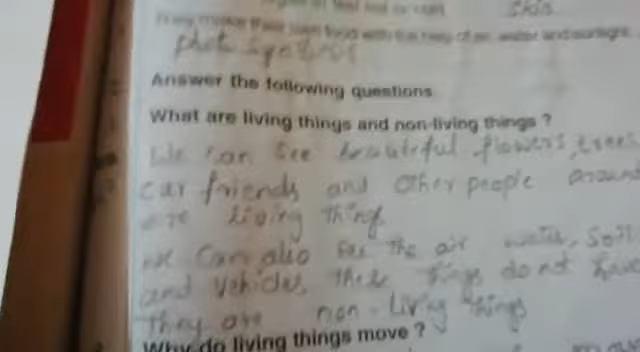 Skin
They make their own food with the help of air, water and sunlight.
Answer the following questions
What are living things and non-living things ?
We can see beautiful flowers, trees
our friends and other people around
are living things
we can also see the air water, soil
and vehicles, these things do not have
They are non-living things
Why do living things move ?